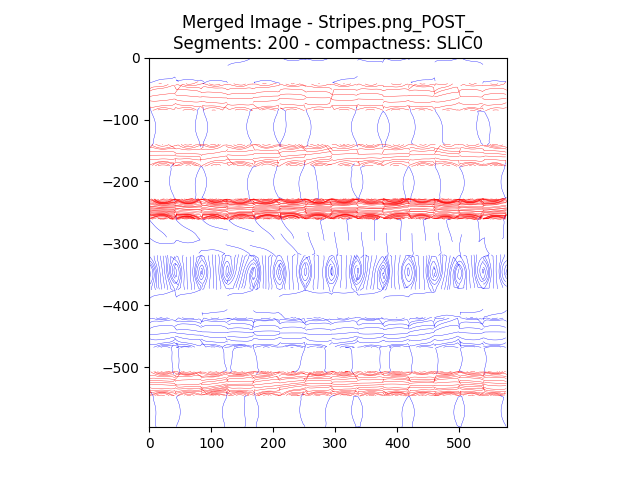 Merged Image - Stripes.png_POST_
Segments: 200 - compactness: SLIC0
0
−100
−200
−300
−400
−500
0 100 200 300 400 500